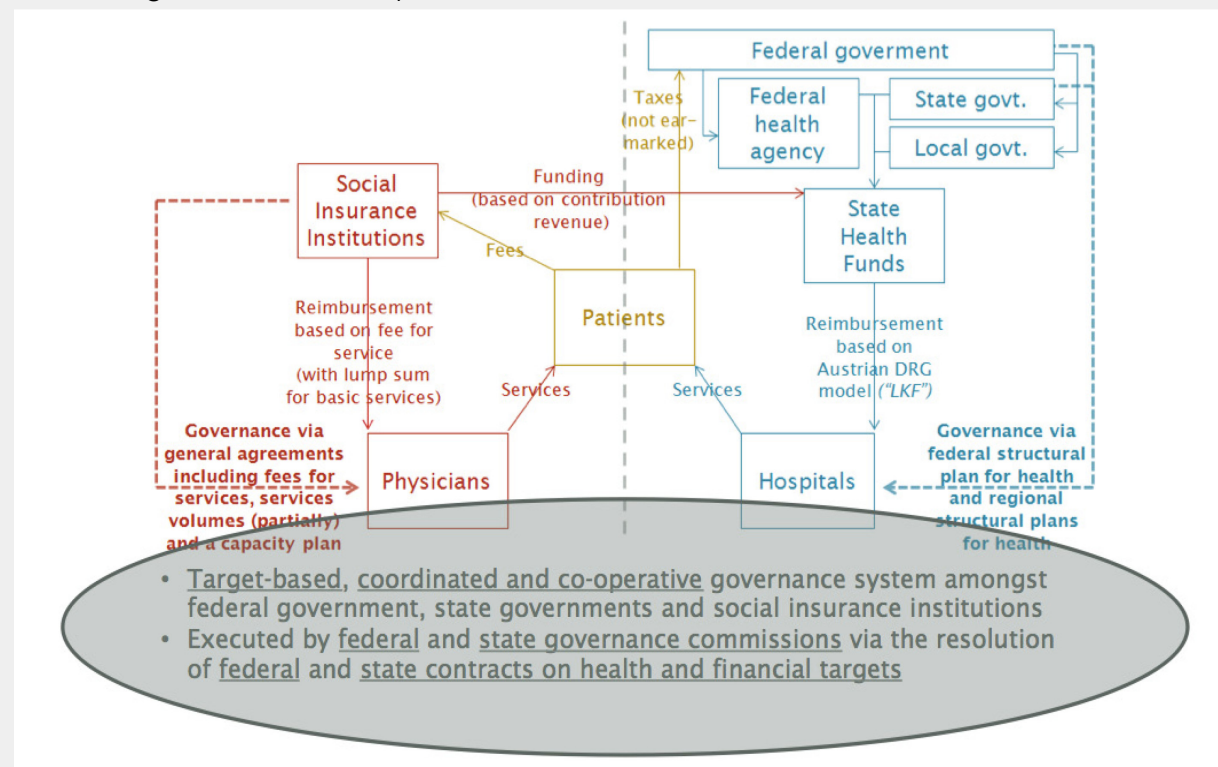 Federal goverment
Taxes
(not ear-
marked)
Federal
health
agency
State govt.
Local govt.
Social
Insurance
Institutions
Funding
(based on contribution
revenue)
State
Health
Funds
Fees
Patients
Reimbursement
based on fee for
service
(with lump sum
for basic services)
Reimbursement
based on
Austrian DRG
model (“LKF”)
Services
Services
Governance via
general agreements
including fees for
services, services
volumes (partially)
and a capacity plan
Physicians
Hospitals
Governance via
federal structural
plan for health
and regional
structural plans
for health
• Target-based, coordinated and co-operative governance system amongst
federal government, state governments and social insurance institutions
• Executed by federal and state governance commissions via the resolution
of federal and state contracts on health and financial targets